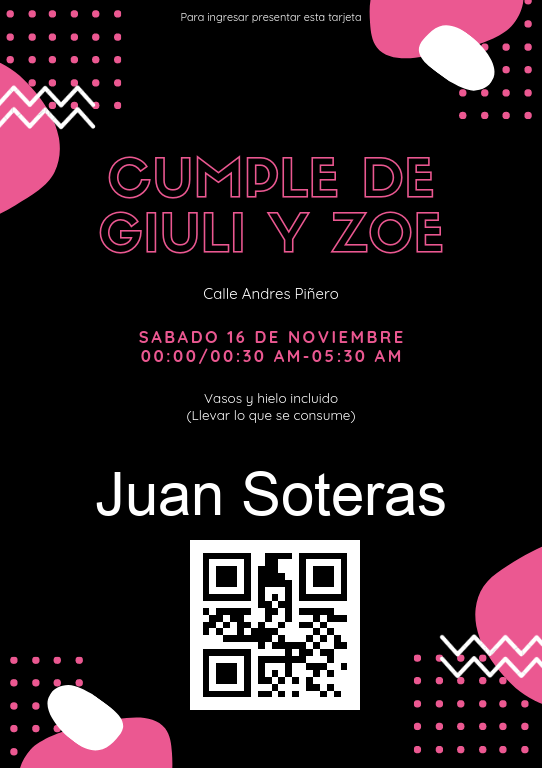 Para ingresar presentar esta tarjeta
CUMPLE DE
GIULI Y ZOE
Calle Andres Piñero
SABADO 16 DE NOVIEMBRE
00:00/00:30 AM-05:30 AM
Vasos y hielo incluido
(Llevar lo que se consume)
Juan Soteras